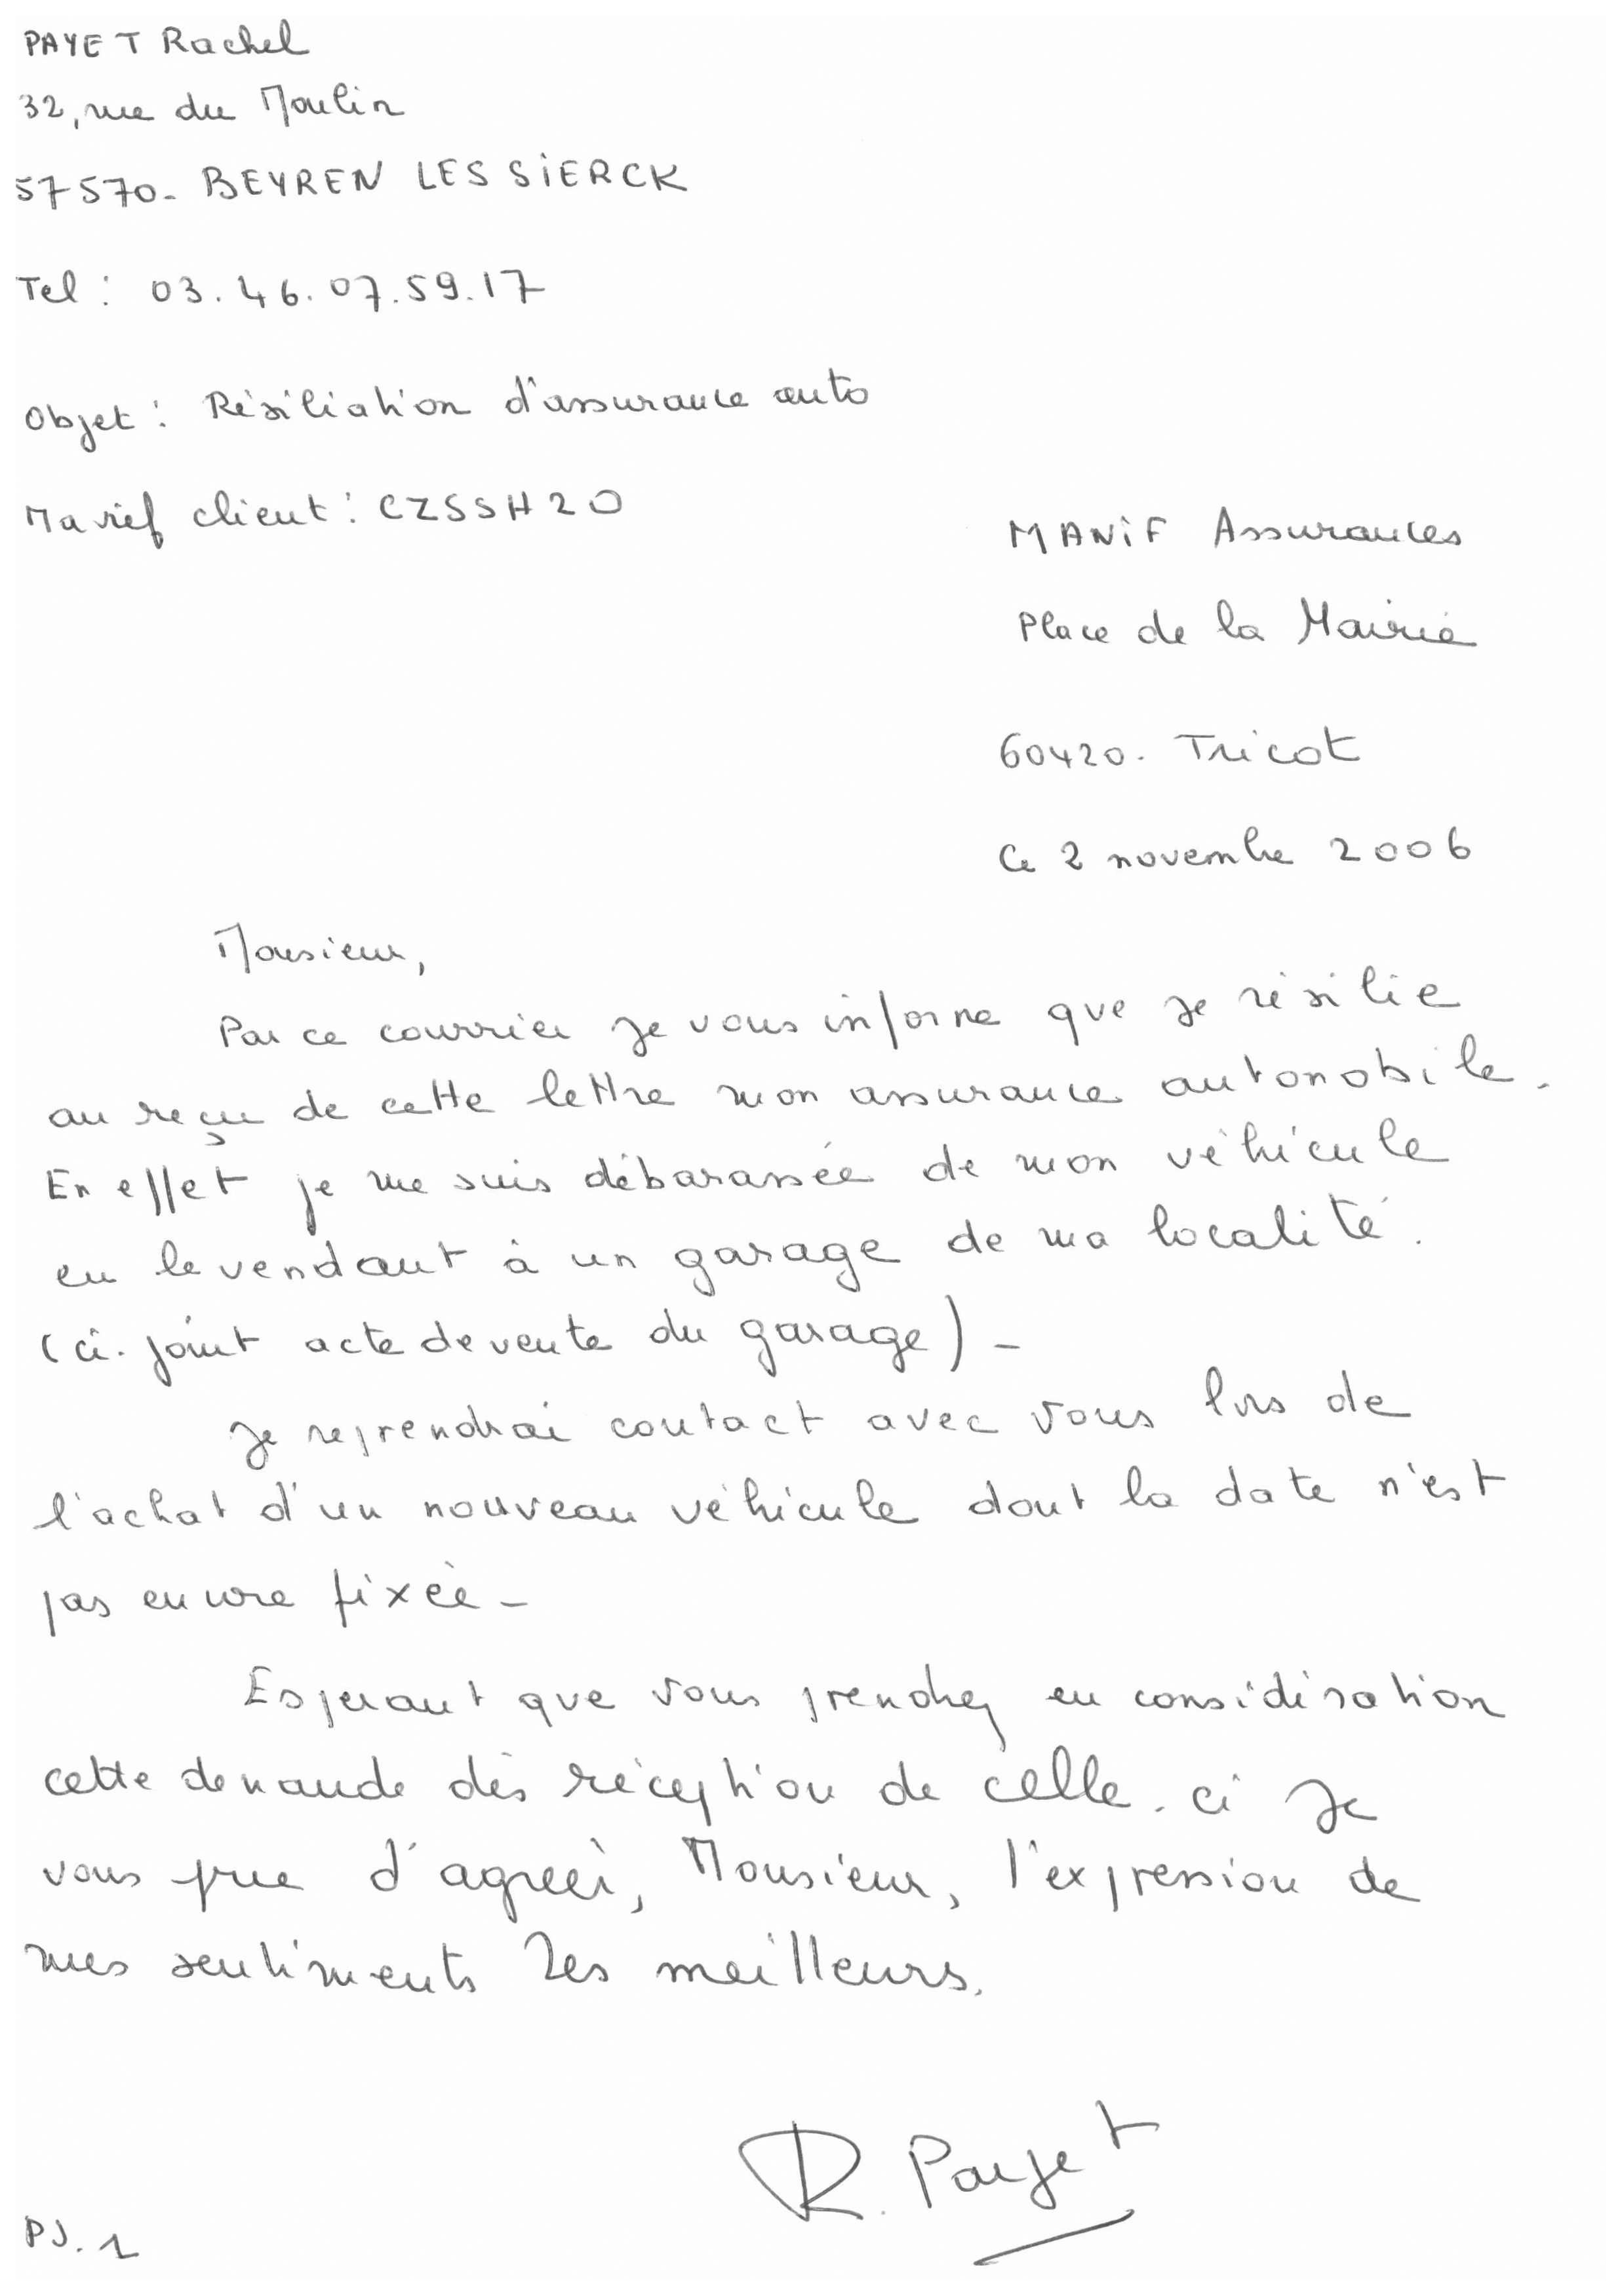 PAYET Rachel
32, rue du Moulin
57570. BEYREN LES SIERCK
Tel : 03.46.07.59.17
Objet : Résiliation d'assurance auto
Ma réf client : CZSSH20
MANIF Assurances
Place de la Mairie
60420. Tricot
Ce 2 novembre 2006
Monsieur,
Par ce courrier je vous informe que je résilie
au reçu de cette lettre mon assurance automobile.
En effet je me suis débarassée de mon véhicule
en le vendant à un garage de ma localité.
(ci-joint acte de vente du garage) -
Je reprendrai contact avec vous lors de
l'achat d'un nouveau véhicule dont la date n'est
pas encore fixée -
Esperant que vous prendrez en considération
cette demande dès réception de celle-ci Je
vous prie d'agréer, Monsieur, l'expression de
mes sentiments les meilleurs.
R. Payet
PJ. 1